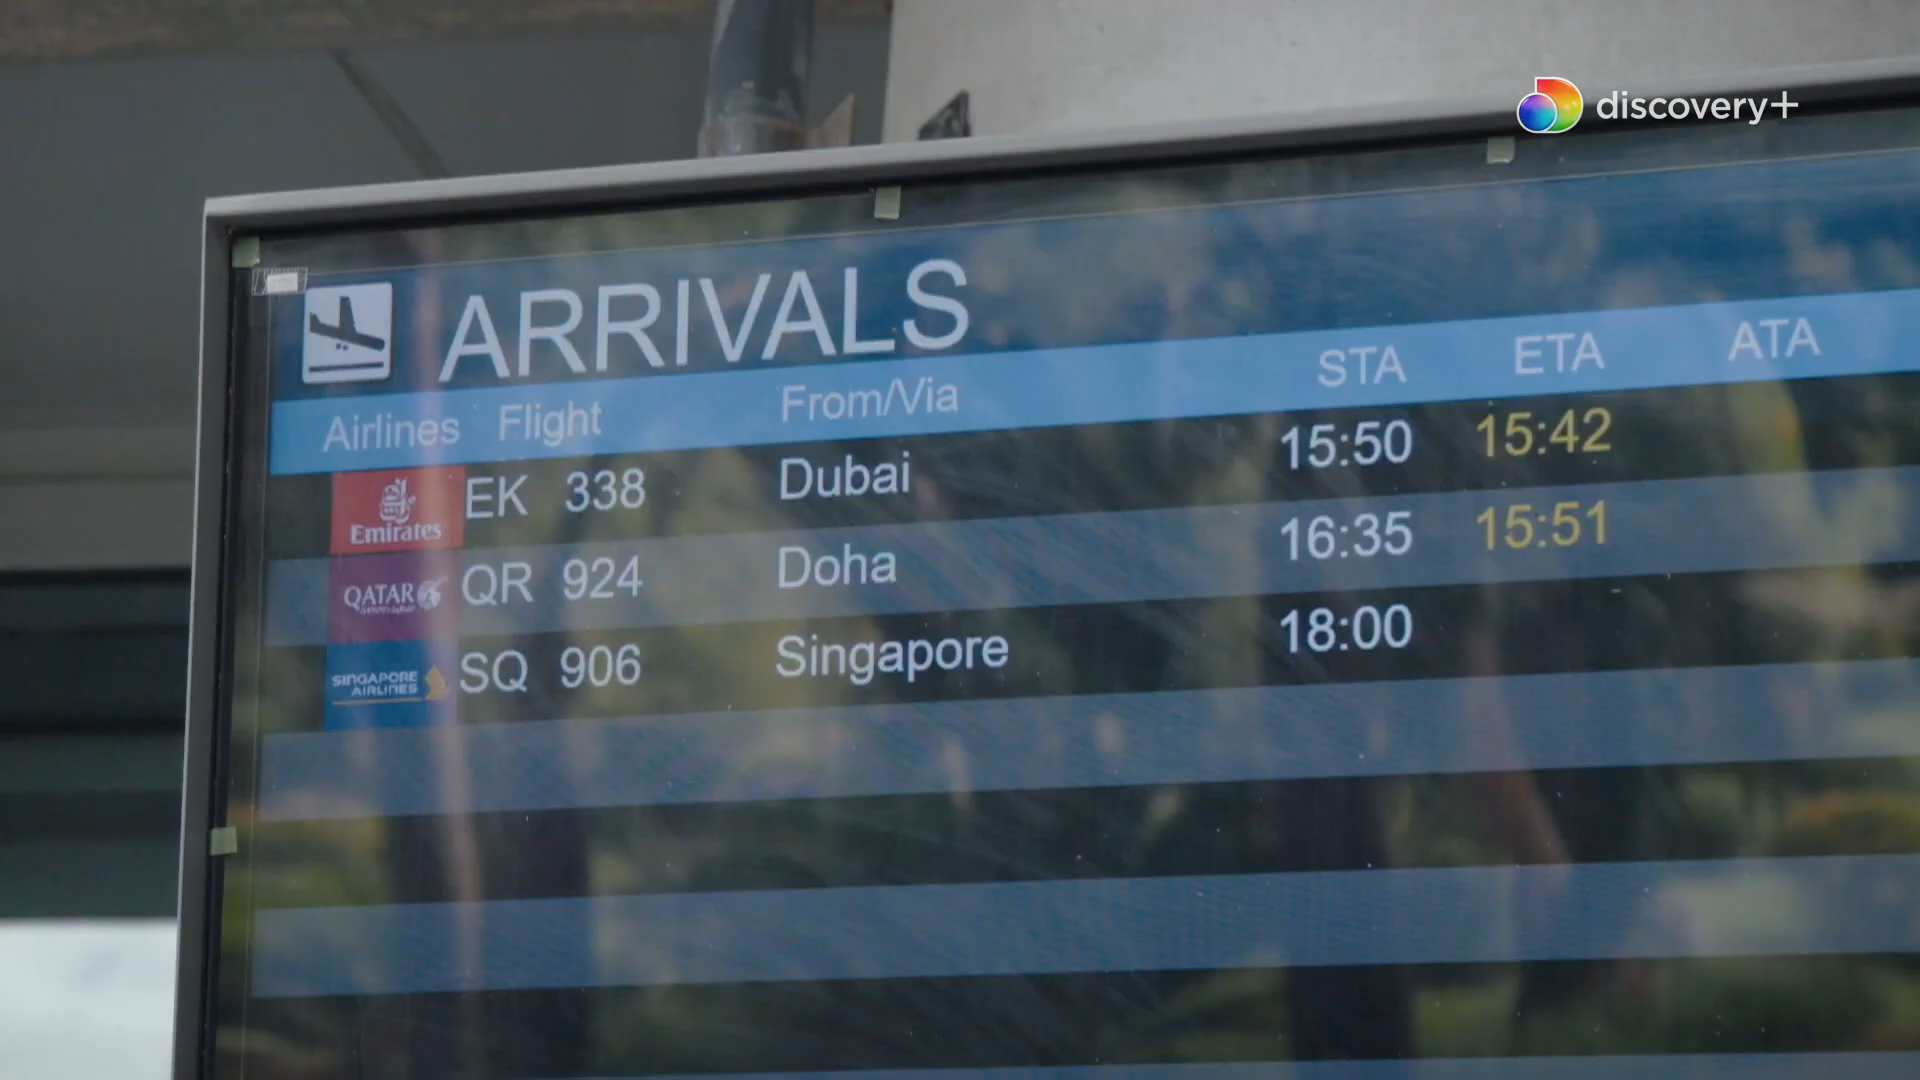 discovery+
ARRIVALS
Airlines Flight From/Via STA ETA ATA
Emirates EK 338 Dubai 15:50 15:42
QATAR QR 924 Doha 16:35 15:51
SINGAPORE AIRLINES SQ 906 Singapore 18:00